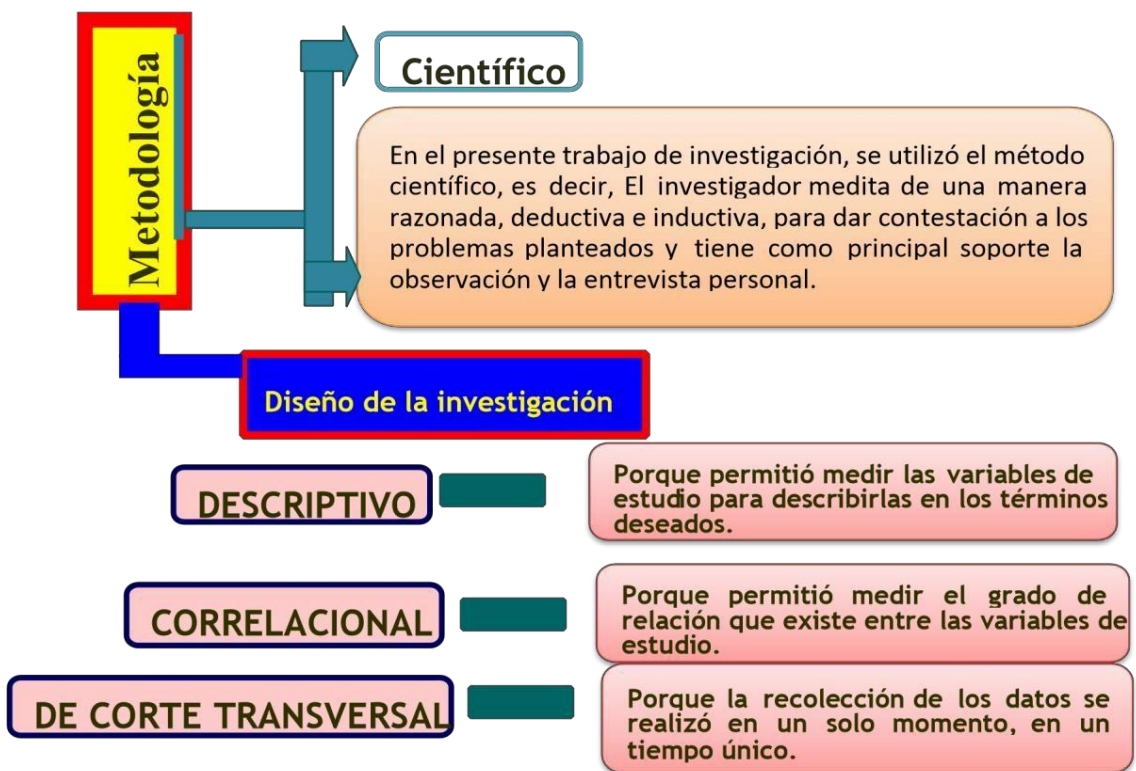 Metodología
Científico
En el presente trabajo de investigación, se utilizó el método
científico, es decir, El investigador medita de una manera
razonada, deductiva e inductiva, para dar contestación a los
problemas planteados y tiene como principal soporte la
observación y la entrevista personal.
Diseño de la investigación
DESCRIPTIVO
Porque permitió medir las variables de
estudio para describirlas en los términos
deseados.
CORRELACIONAL
Porque permitió medir el grado de
relación que existe entre las variables de
estudio.
DE CORTE TRANSVERSAL
Porque la recolección de los datos se
realizó en un solo momento, en un
tiempo único.